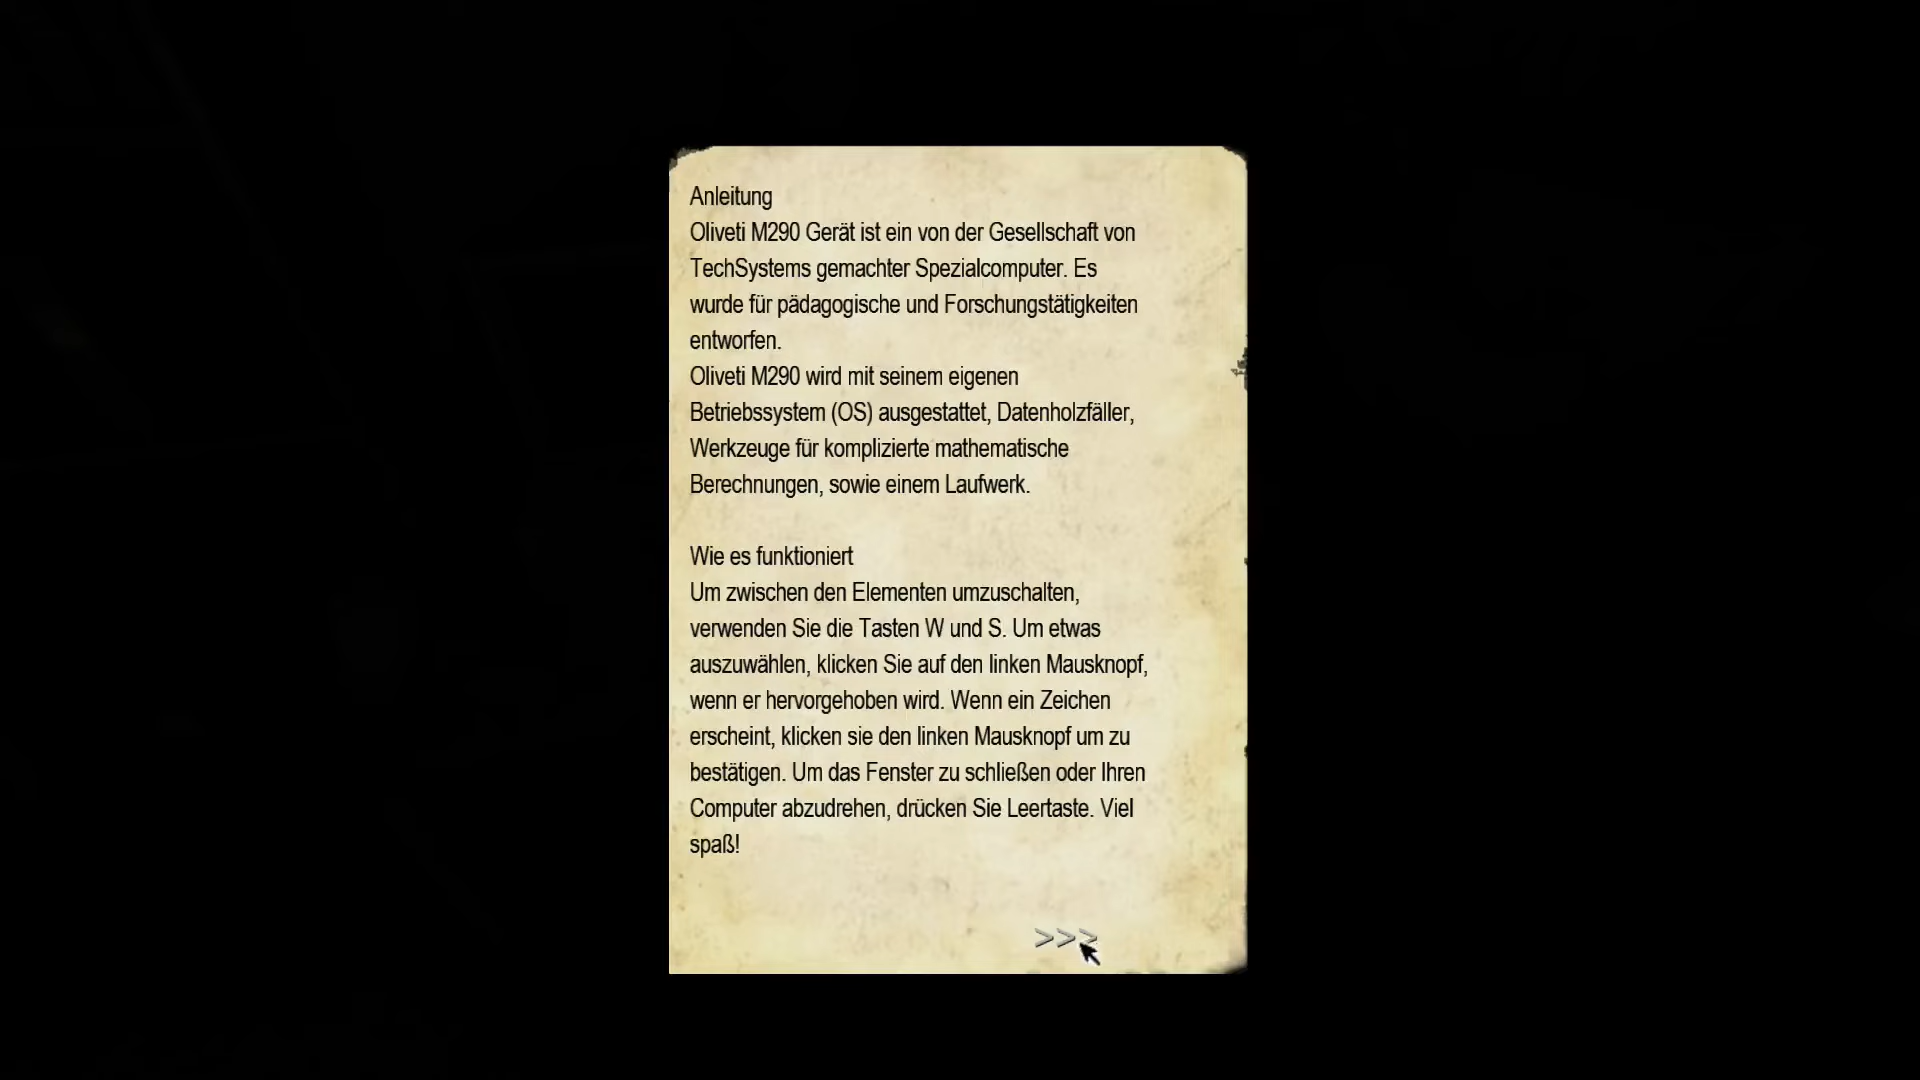 Anleitung
Oliveti M290 Gerät ist ein von der Gesellschaft von
TechSystems gemachter Spezialcomputer. Es
wurde für pädagogische und Forschungstätigkeiten
entworfen.
Oliveti M290 wird mit seinem eigenen
Betriebssystem (OS) ausgestattet, Datenholzfäller,
Werkzeuge für komplizierte mathematische
Berechnungen, sowie einem Laufwerk.
Wie es funktioniert
Um zwischen den Elementen umzuschalten,
verwenden Sie die Tasten W und S. Um etwas
auszuwählen, klicken Sie auf den linken Mausknopf,
wenn er hervorgehoben wird. Wenn ein Zeichen
erscheint, klicken sie den linken Mausknopf um zu
bestätigen. Um das Fenster zu schließen oder Ihren
Computer abzudrehen, drücken Sie Leertaste. Viel
spaß!
>>>